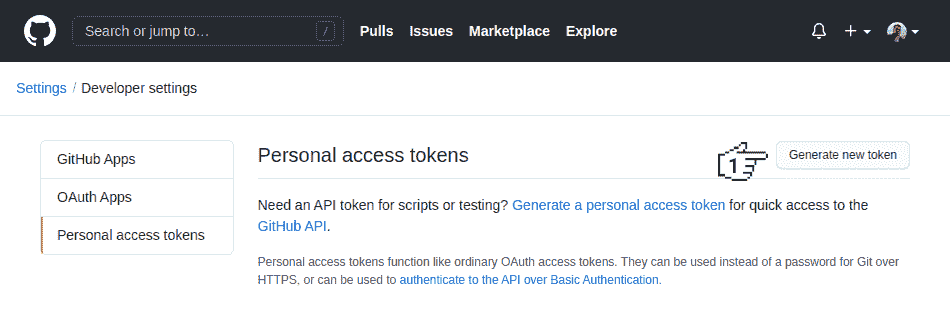 Search or jump to… / Pulls Issues Marketplace Explore
Settings / Developer settings
GitHub Apps
OAuth Apps
Personal access tokens
Personal access tokens
1
Generate new token
Need an API token for scripts or testing? Generate a personal access token for quick access to the
GitHub API.
Personal access tokens function like ordinary OAuth access tokens. They can be used instead of a password for Git over
HTTPS, or can be used to authenticate to the API over Basic Authentication.